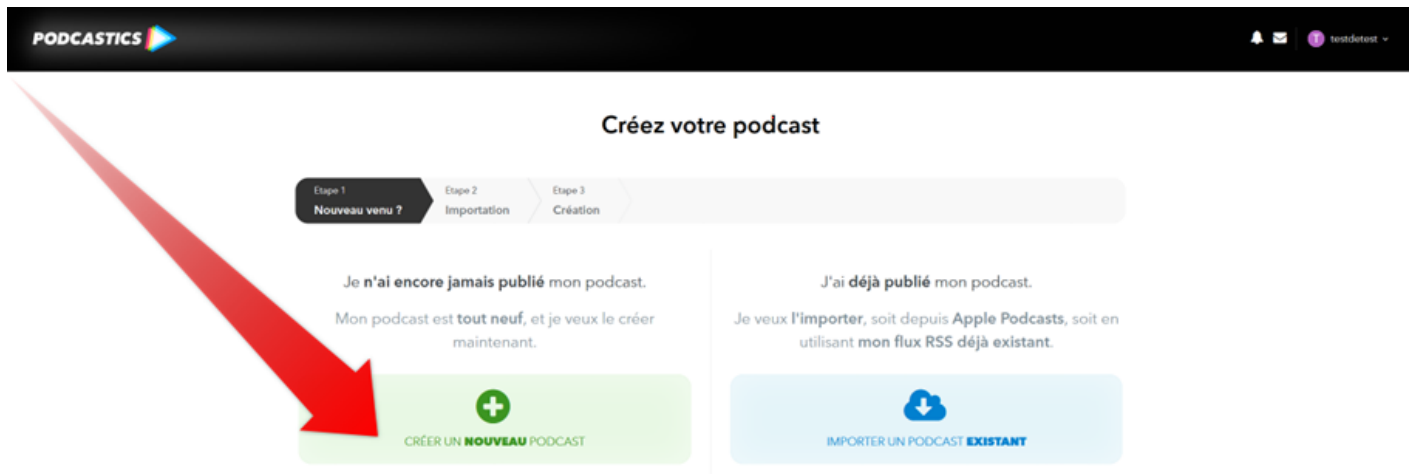 PODCASTICS
T testdetest
Créez votre podcast
Etape 1
Nouveau venu ?
Etape 2
Importation
Etape 3
Création
Je n'ai encore jamais publié mon podcast.
Mon podcast est tout neuf, et je veux le créer
maintenant.
CRÉER UN NOUVEAU PODCAST
J'ai déjà publié mon podcast.
Je veux l'importer, soit depuis Apple Podcasts, soit en
utilisant mon flux RSS déjà existant.
IMPORTER UN PODCAST EXISTANT